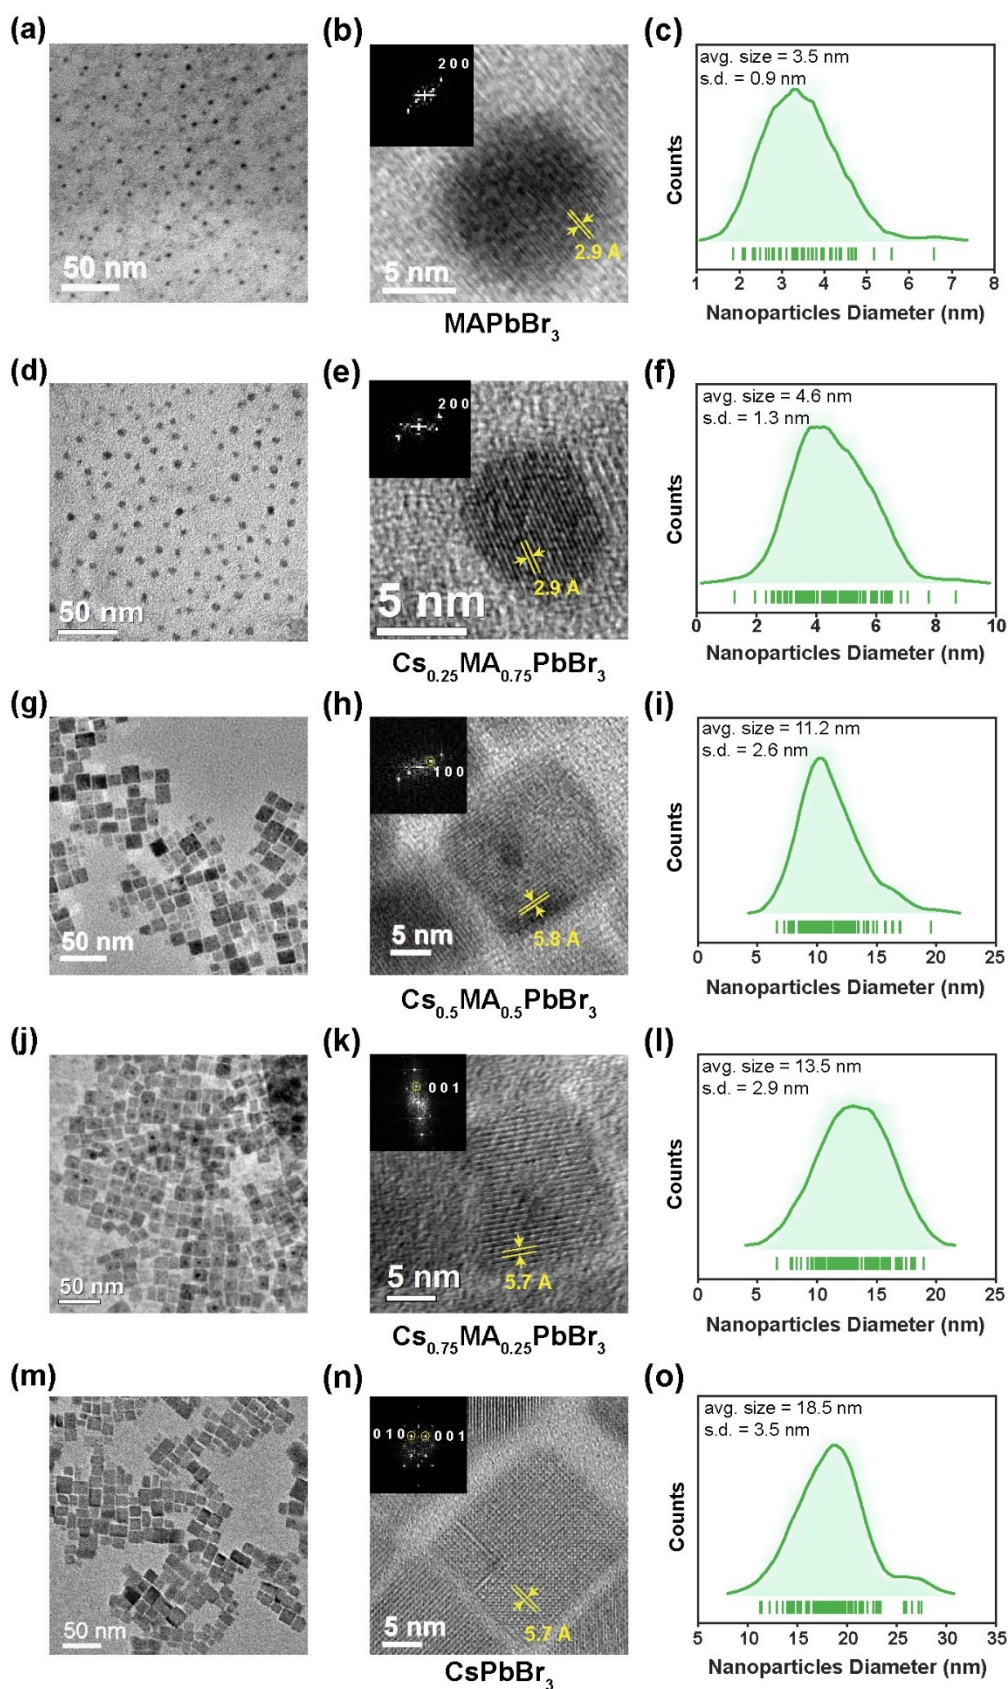 (a)
50 nm
(b)
2 0 0
2.9 Å
5 nm
MAPbBr₃
(c)
avg. size = 3.5 nm
s.d. = 0.9 nm
Counts
1 2 3 4 5 6 7 8
Nanoparticles Diameter (nm)
(d)
50 nm
(e)
2 0 0
2.9 Å
5 nm
Cs₀.₂₅MA₀.₇₅PbBr₃
(f)
avg. size = 4.6 nm
s.d. = 1.3 nm
Counts
0 2 4 6 8 10
Nanoparticles Diameter (nm)
(g)
50 nm
(h)
1 0 0
5.8 Å
5 nm
Cs₀.₅MA₀.₅PbBr₃
(i)
avg. size = 11.2 nm
s.d. = 2.6 nm
Counts
0 5 10 15 20 25
Nanoparticles Diameter (nm)
(j)
50 nm
(k)
0 0 1
5.7 Å
5 nm
Cs₀.₇₅MA₀.₂₅PbBr₃
(l)
avg. size = 13.5 nm
s.d. = 2.9 nm
Counts
0 5 10 15 20 25
Nanoparticles Diameter (nm)
(m)
50 nm
(n)
0 1 0 0 0 1
5.7 Å
5 nm
CsPbBr₃
(o)
avg. size = 18.5 nm
s.d. = 3.5 nm
Counts
5 10 15 20 25 30 35
Nanoparticles Diameter (nm)